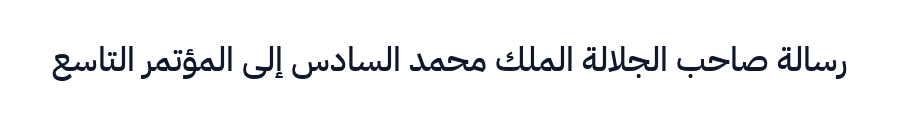 رسالة صاحب الجلالة الملك محمد السادس إلى المؤتمر التاسع